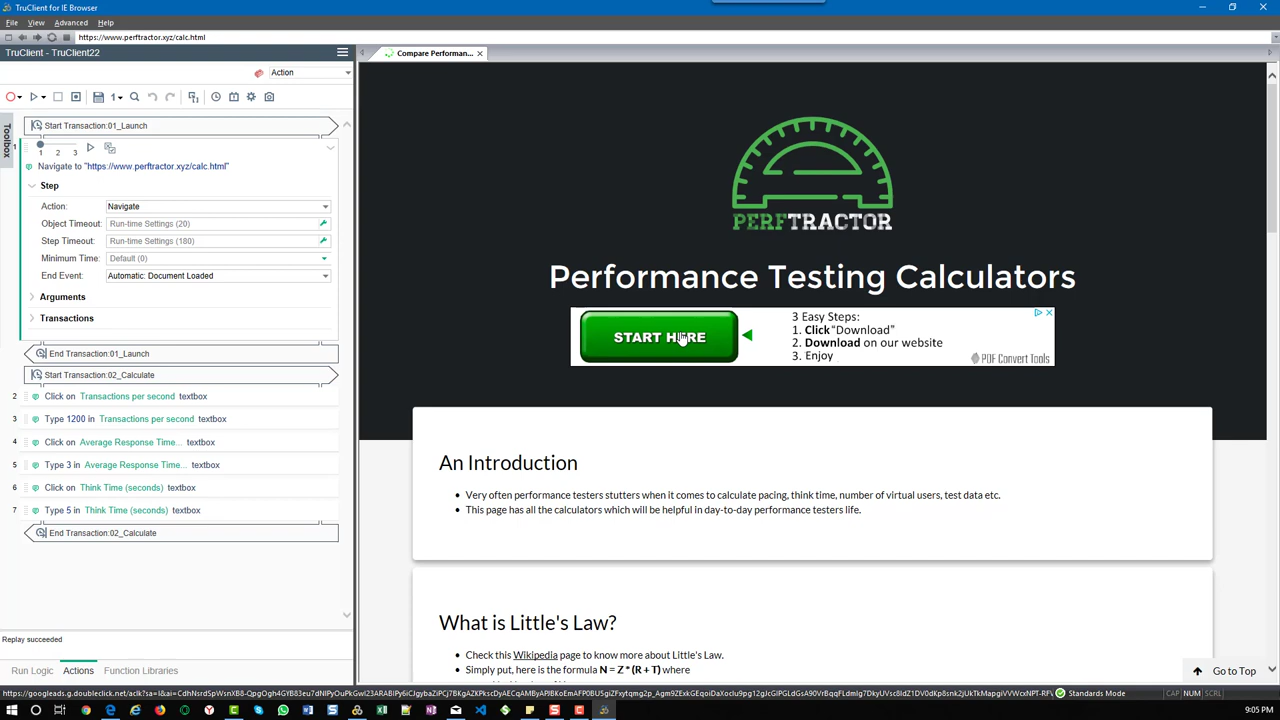 TruClient for IE Browser
File View Advanced Help
https://www.perftractor.xyz/calc.html
TruClient - TruClient22
Compare Performan...
Action
1
Toolbox
Start Transaction:01_Launch
1
1 2 3
Navigate to "https://www.perftractor.xyz/calc.html"
Step
Action: Navigate
Object Timeout: Run-time Settings (20)
Step Timeout: Run-time Settings (180)
Minimum Time: Default (0)
End Event: Automatic: Document Loaded
Arguments
Transactions
End Transaction:01_Launch
Start Transaction:02_Calculate
2 Click on Transactions per second textbox
3 Type 1200 in Transactions per second textbox
4 Click on Average Response Time... textbox
5 Type 3 in Average Response Time... textbox
6 Click on Think Time (seconds) textbox
7 Type 5 in Think Time (seconds) textbox
End Transaction:02_Calculate
Replay succeeded
Run Logic Actions Function Libraries
PERFTRACTOR
Performance Testing Calculators
START HERE
3 Easy Steps:
1. Click "Download"
2. Download on our website
3. Enjoy
PDF Convert Tools
An Introduction
• Very often performance testers stutters when it comes to calculate pacing, think time, number of virtual users, test data etc.
• This page has all the calculators which will be helpful in day-to-day performance testers life.
What is Little's Law?
• Check this Wikipedia page to know more about Little's Law.
• Simply put, here is the formula N = Z * (R + T) where
Go to Top
Standards Mode
CAP NUM SCRL
9:05 PM